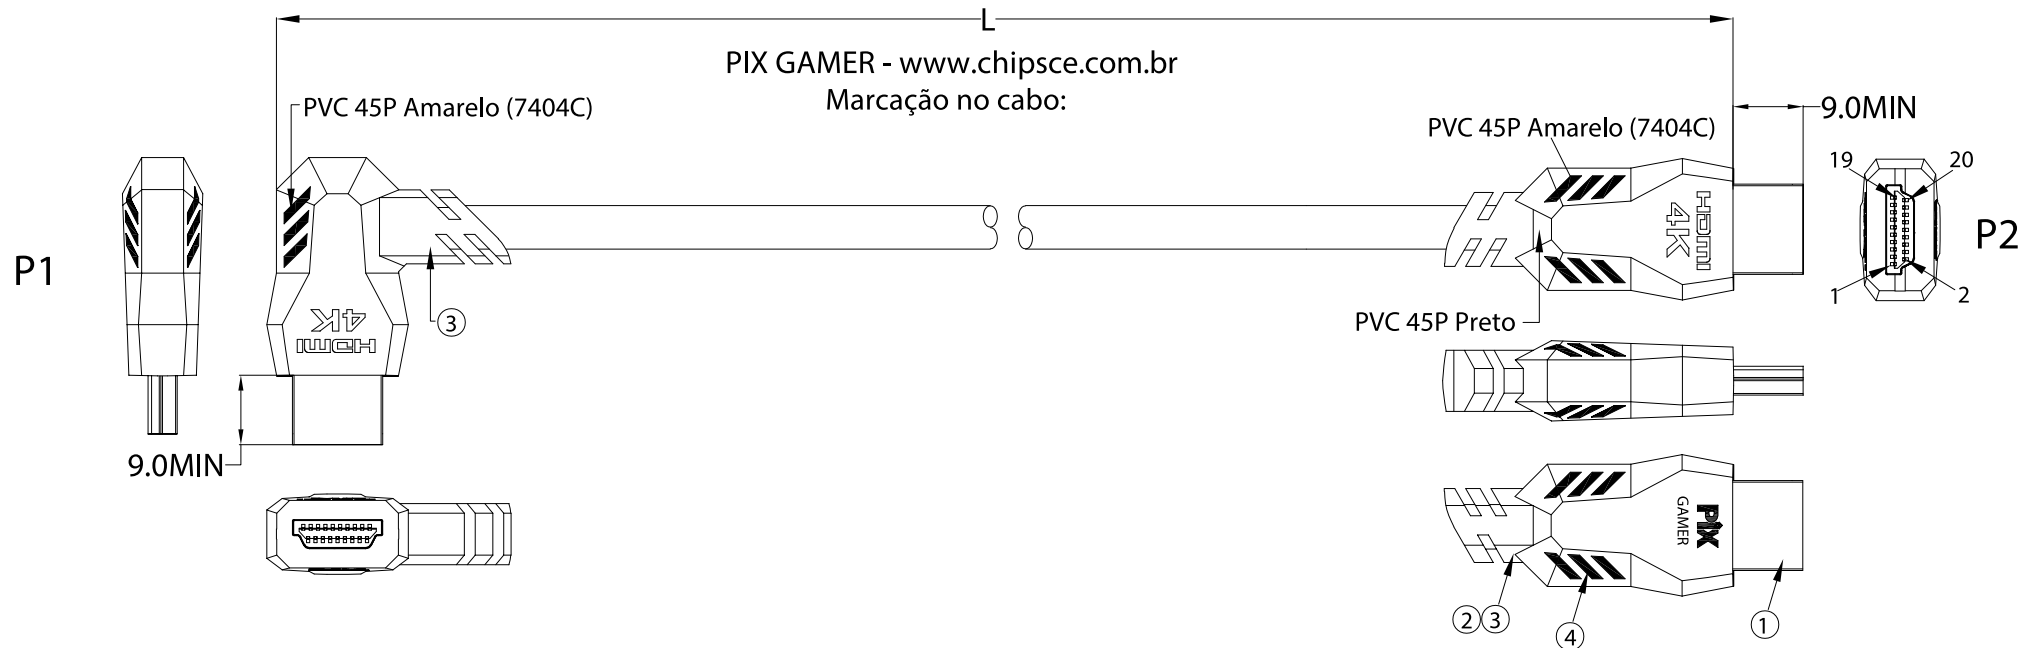 L
PIX GAMER - www.chipsce.com.br
Marcação no cabo:
PVC 45P Amarelo (7404C)
PVC 45P Amarelo (7404C)
9.0MIN
19
20
HDMI
4K
P1
P2
1
2
3
4K
HDMI
PVC 45P Preto
9.0MIN
PIX
GAMER
2
3
4
1